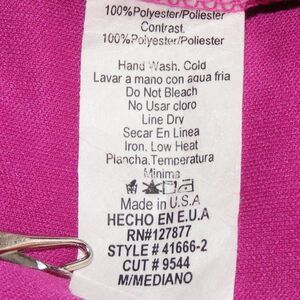 100%Polyester/Poliester
Contrast.
100%Polyester/Poliester
Hand Wash. Cold
Lavar a mano con aqua fria
Do Not Bleach
No Usar cloro
Line Dry
Secar En Linea
Iron. Low Heat
Plancha.Temperatura
Minima
Made in U.S.A
HECHO EN E.U.A
RN#127877
STYLE # 41666-2
CUT # 9544
M/MEDIANO